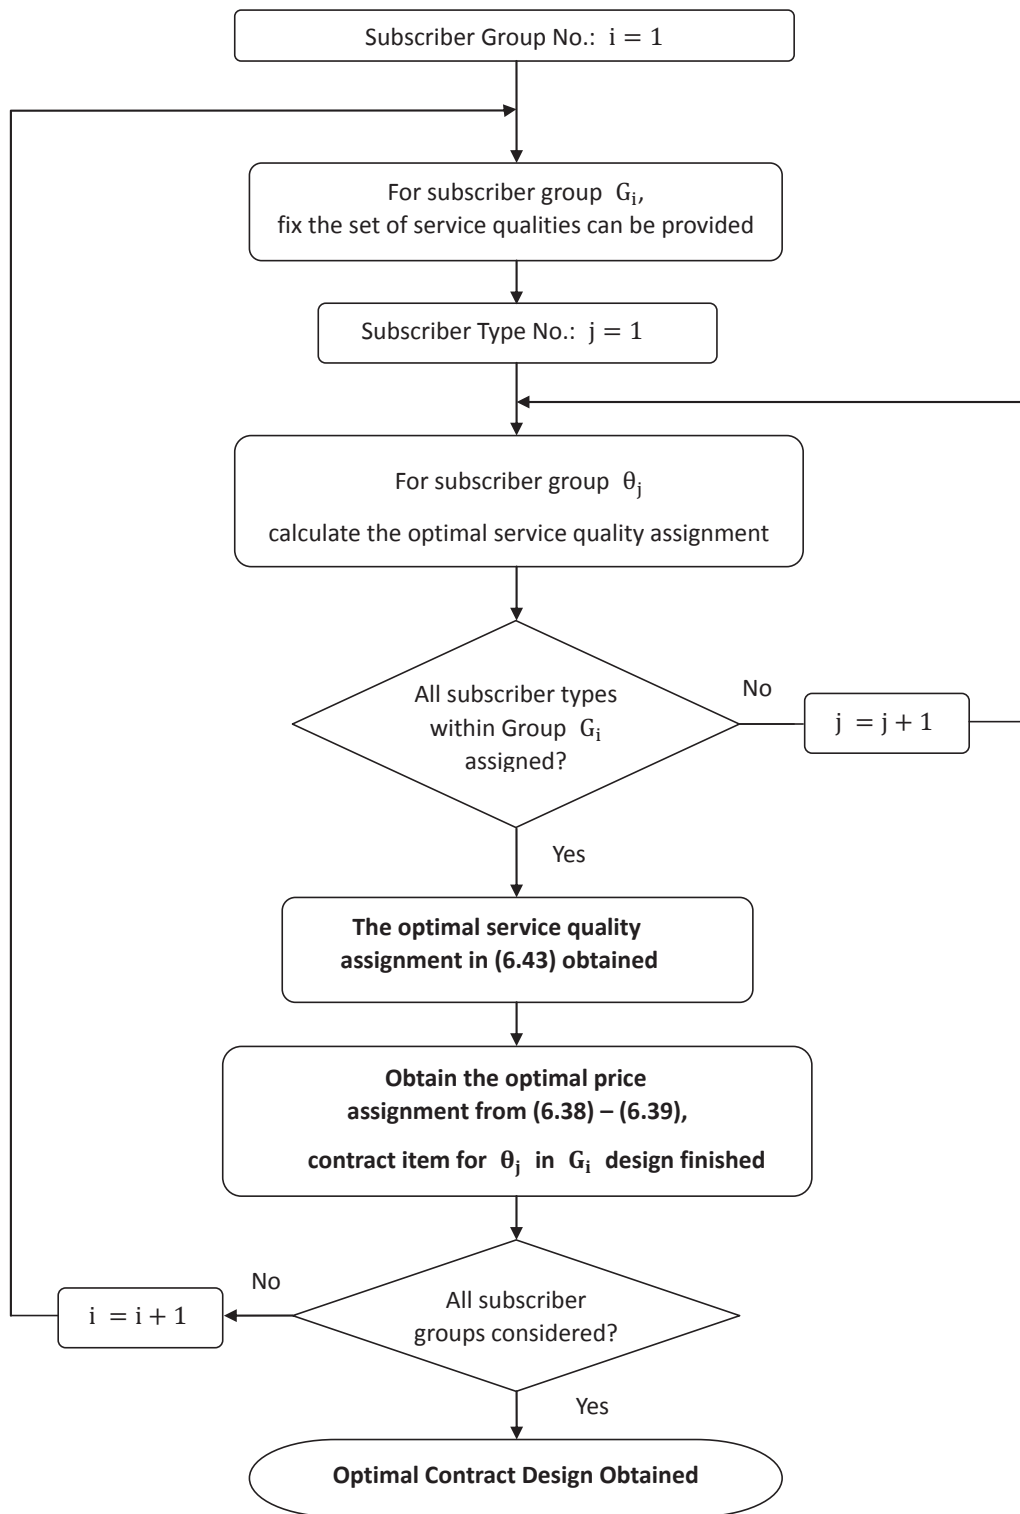 Subscriber Group No.: i = 1
For subscriber group G_i,
fix the set of service qualities can be provided
Subscriber Type No.: j = 1
For subscriber group θ_j
calculate the optimal service quality assignment
All subscriber types
within Group G_i
assigned?
No
j = j + 1
Yes
The optimal service quality
assignment in (6.43) obtained
Obtain the optimal price
assignment from (6.38) – (6.39),
contract item for θ_j in G_i design finished
No
i = i + 1
All subscriber
groups considered?
Yes
Optimal Contract Design Obtained